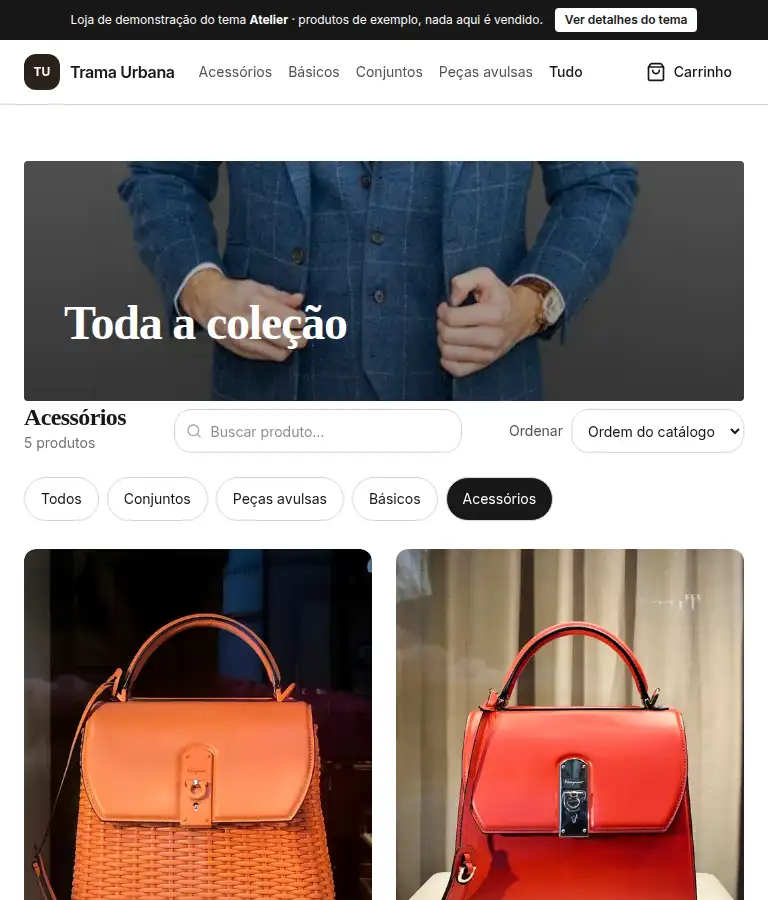 Loja de demonstração do tema Atelier · produtos de exemplo, nada aqui é vendido. Ver detalhes do tema
TU Trama Urbana Acessórios Básicos Conjuntos Peças avulsas Tudo Carrinho
Toda a coleção
Acessórios
5 produtos
Buscar produto...
Ordenar Ordem do catálogo
Todos Conjuntos Peças avulsas Básicos Acessórios